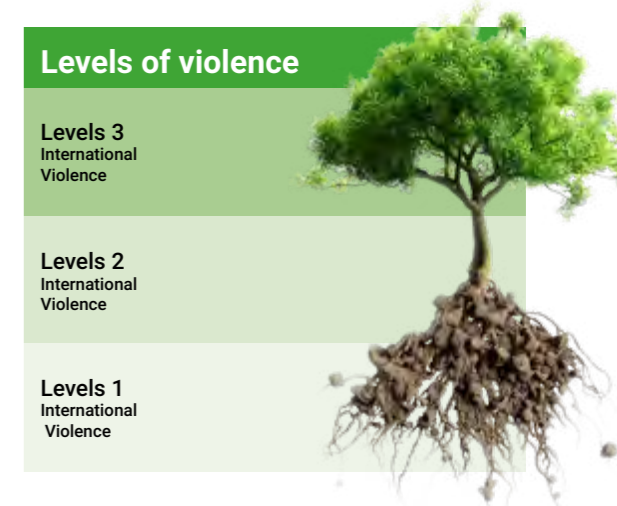 Levels of violence
Levels 3
International
Violence
Levels 2
International
Violence
Levels 1
International
Violence